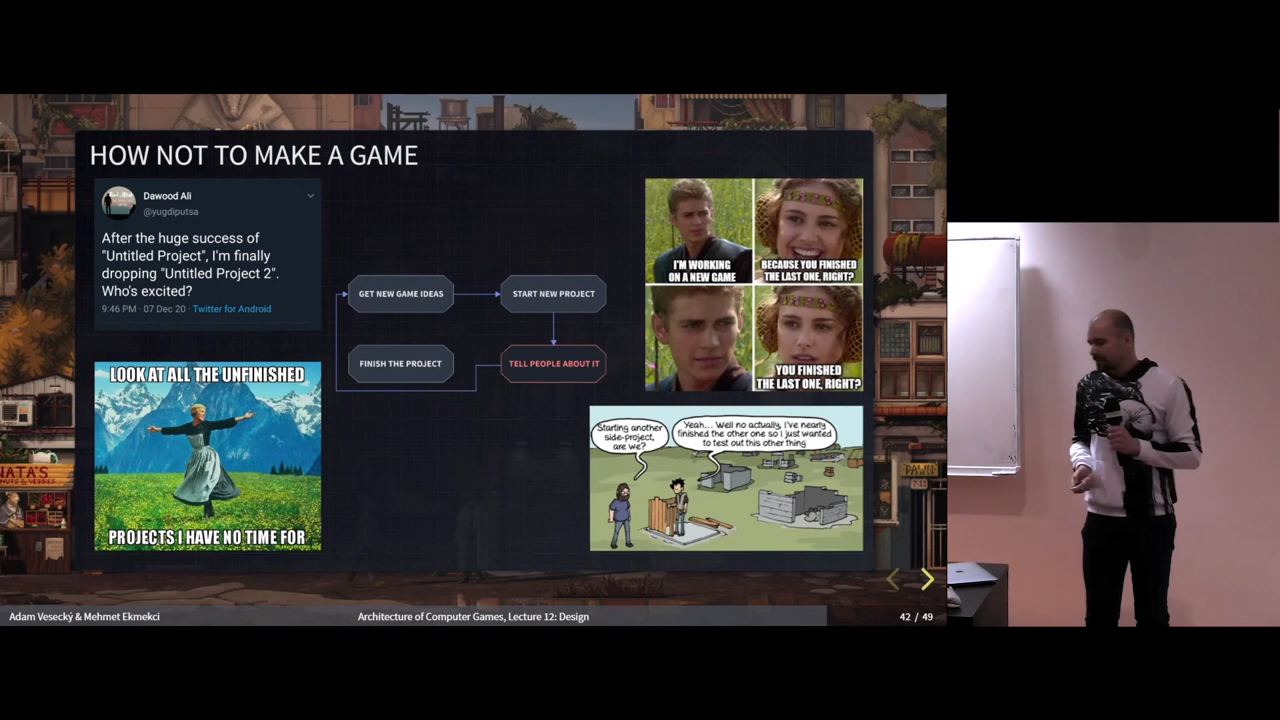 HOW NOT TO MAKE A GAME
Dawood Ali
@yugdiputsa
After the huge success of
"Untitled Project", I'm finally
dropping "Untitled Project 2".
Who's excited?
9:46 PM · 07 Dec 20 · Twitter for Android
LOOK AT ALL THE UNFINISHED
PROJECTS I HAVE NO TIME FOR
GET NEW GAME IDEAS
START NEW PROJECT
FINISH THE PROJECT
TELL PEOPLE ABOUT IT
I'M WORKING
ON A NEW GAME
BECAUSE YOU FINISHED
THE LAST ONE, RIGHT?
YOU FINISHED
THE LAST ONE, RIGHT?
Starting another
side-project,
are we?
Yeah... Well no actually, I've nearly
finished the other one so I just wanted
to test out this other thing
NATA'S
PAWN
Adam Vesecký & Mehmet Ekmekci
Architecture of Computer Games, Lecture 12: Design
42 / 49